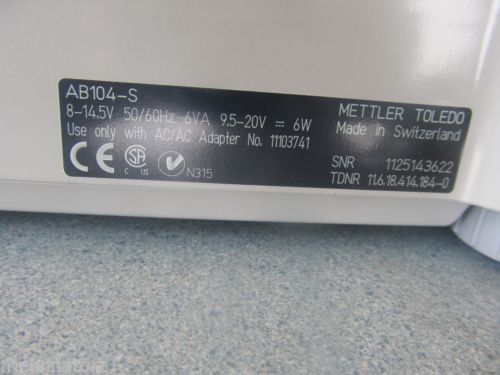 AB104-S
8-14.5V 50/60Hz 6VA 9.5-20V ⎓ 6W
Use only with AC/AC Adapter No. 11103741
CE SA C US N315
METTLER TOLEDO
Made in Switzerland
SNR 1125143622
TDNR 11.6.18.414.184-0